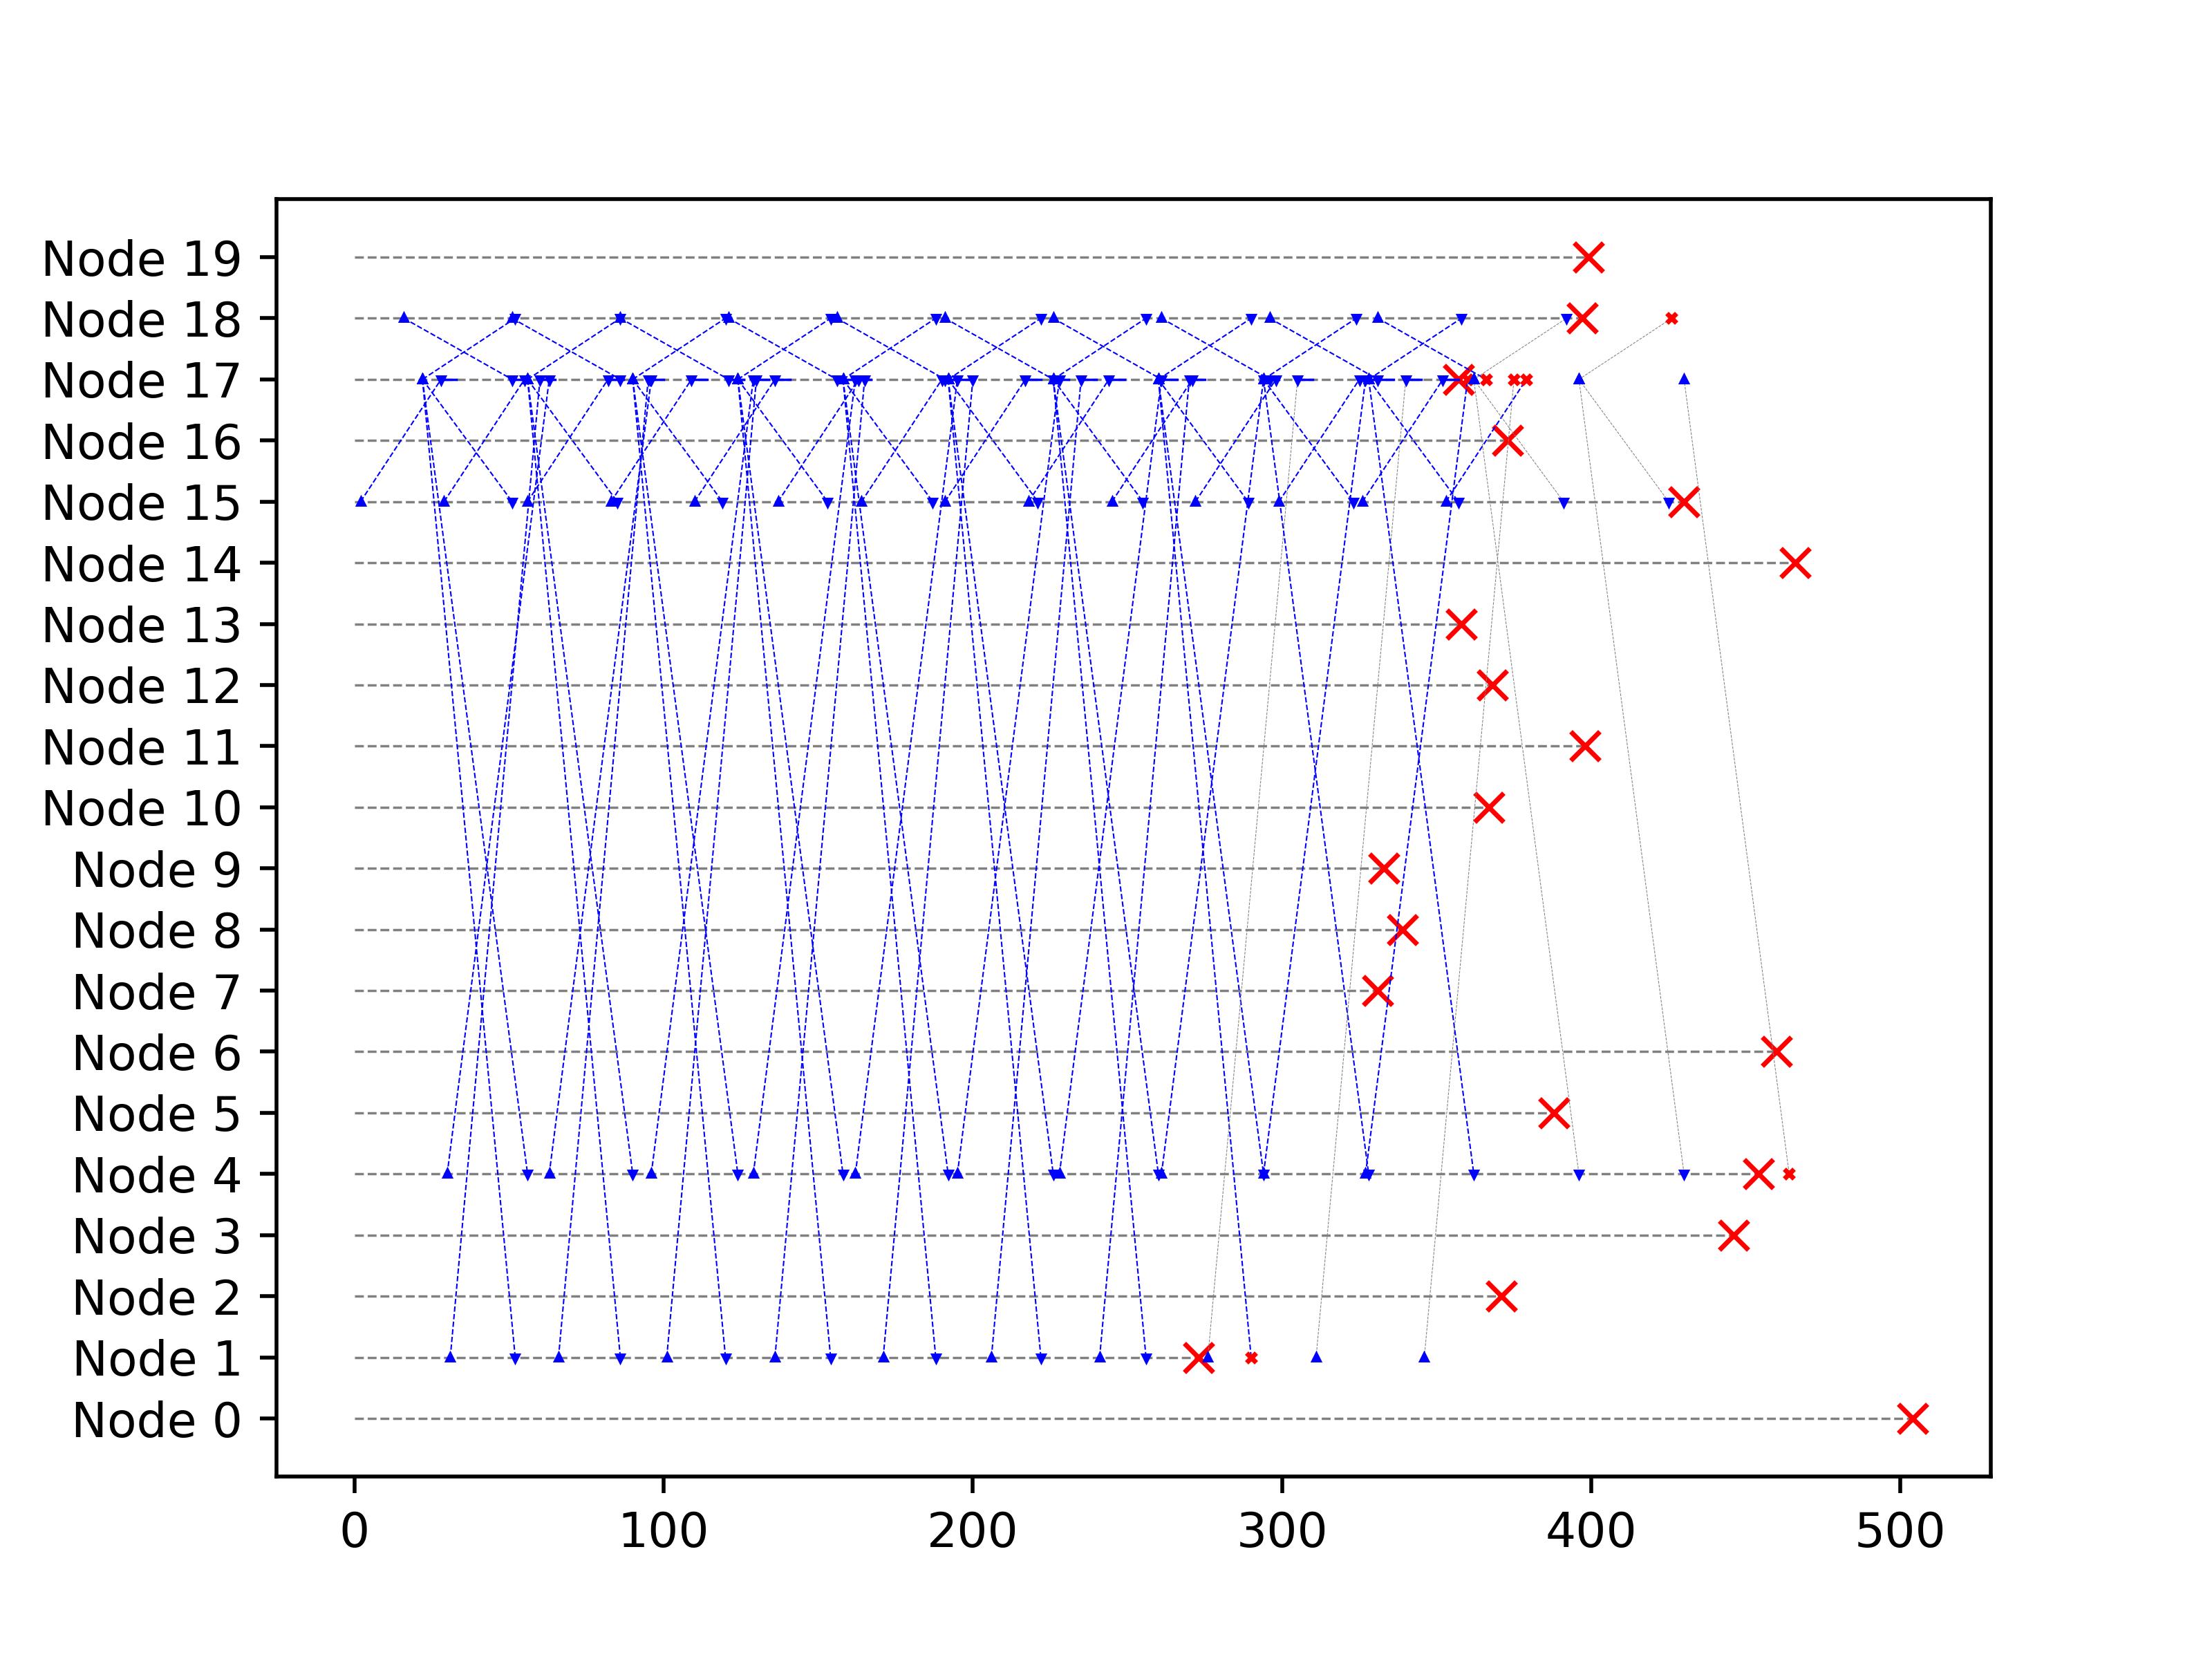 Node 19
Node 18
Node 17
Node 16
Node 15
Node 14
Node 13
Node 12
Node 11
Node 10
Node 9
Node 8
Node 7
Node 6
Node 5
Node 4
Node 3
Node 2
Node 1
Node 0
0 100 200 300 400 500